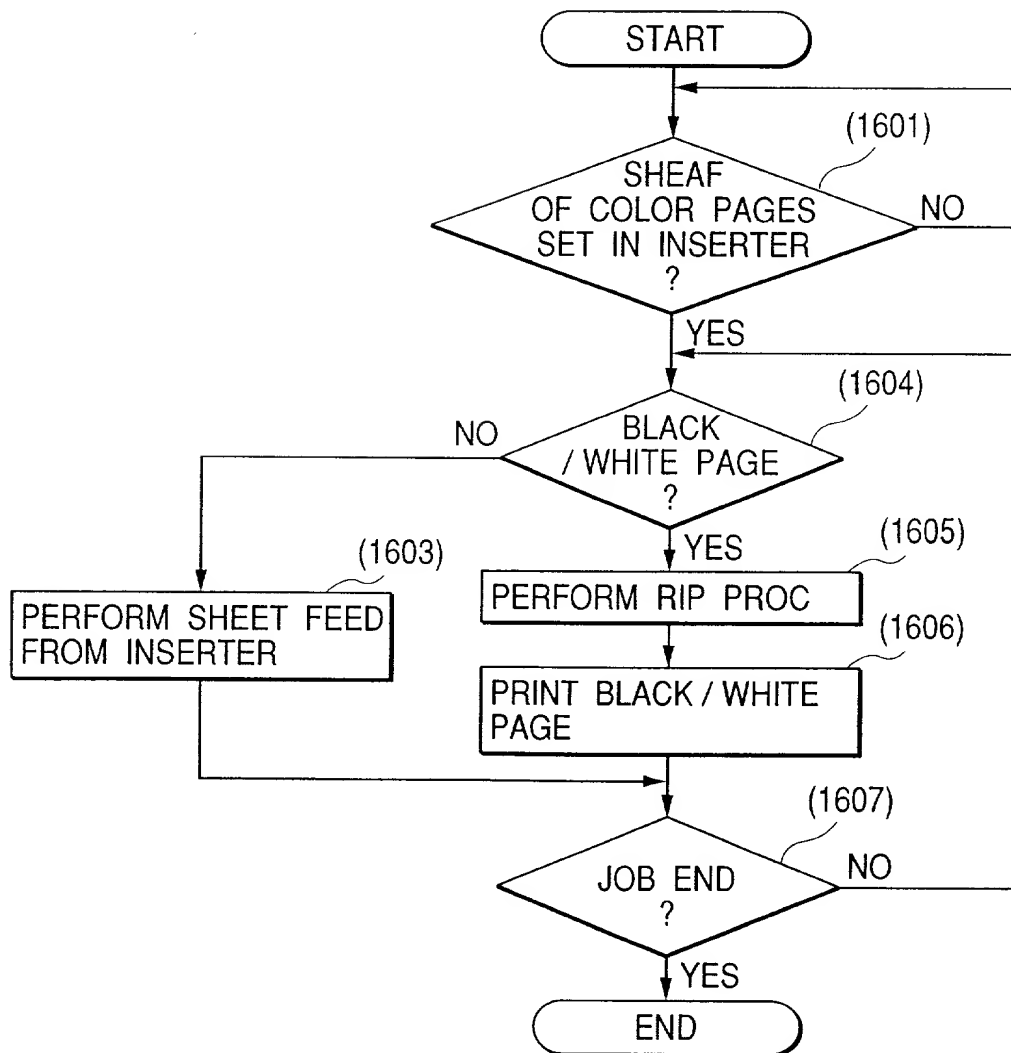 START
(1601)
SHEAF
OF COLOR PAGES
SET IN INSERTER
?
NO
YES
(1604)
NO
BLACK
/ WHITE PAGE
?
YES
(1605)
(1603)
PERFORM RIP PROC
PERFORM SHEET FEED
FROM INSERTER
(1606)
PRINT BLACK / WHITE
PAGE
(1607)
JOB END
?
NO
YES
END